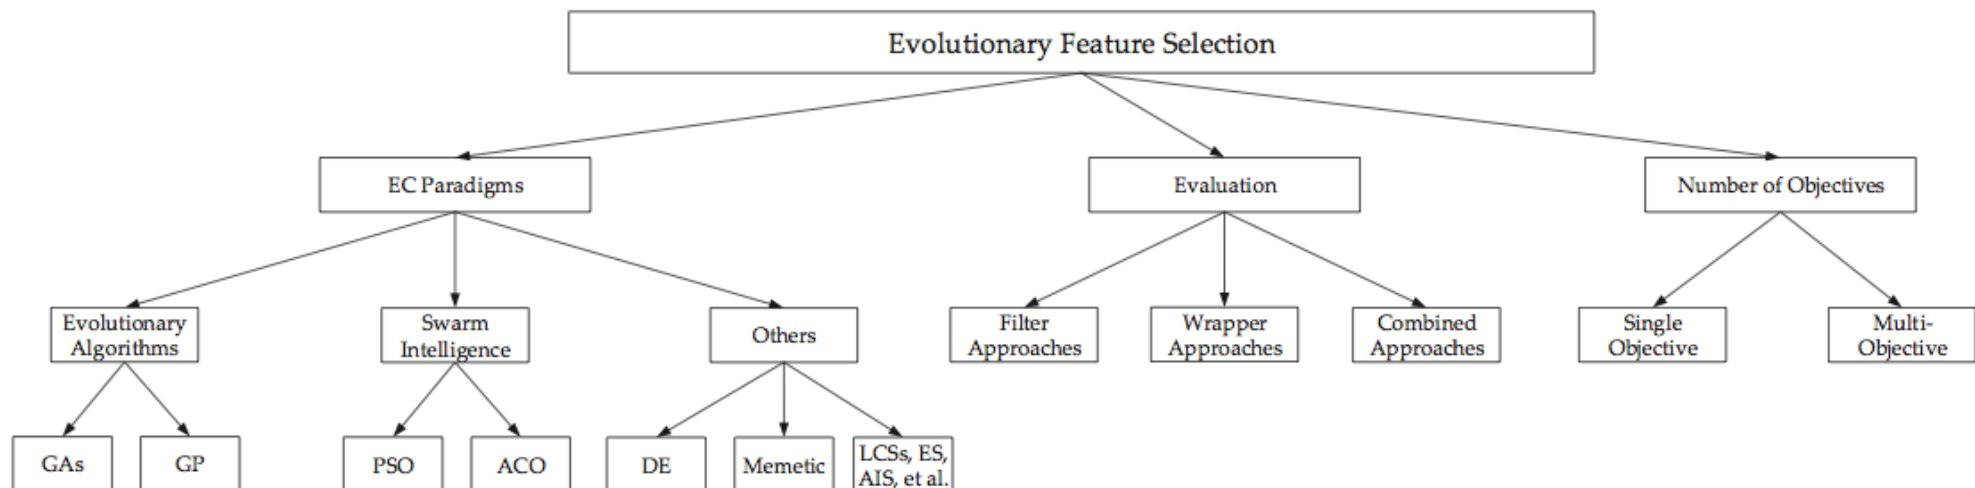 Evolutionary Feature Selection
EC Paradigms
Evaluation
Number of Objectives
Evolutionary
Algorithms
Swarm
Intelligence
Others
Filter
Approaches
Wrapper
Approaches
Combined
Approaches
Single
Objective
Multi-
Objective
GAs
GP
PSO
ACO
DE
Memetic
LCSs, ES,
AIS, et al.